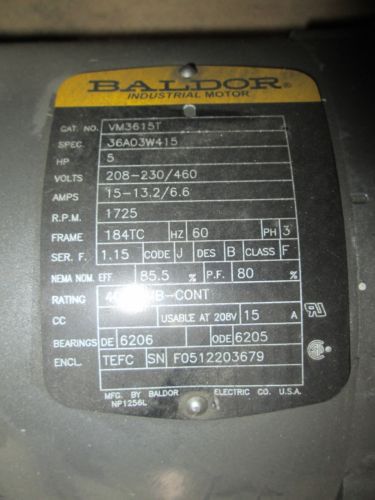 BALDOR®
INDUSTRIAL MOTOR
CAT. NO. VM3615T
SPEC. 36A03W415
HP 5
VOLTS 208-230/460
AMPS 15-13.2/6.6
R.P.M. 1725
FRAME 184TC HZ 60 PH 3
SER. F. 1.15 CODE J DES B CLASS F
NEMA NOM. EFF 85.5 % P.F. 80 %
RATING -CONT
CC USABLE AT 208V 15 A
BEARINGS DE 6206 ODE 6205
ENCL. TEFC SN F0512203679
MFG. BY BALDOR ELECTRIC CO. U.S.A.
NP1256L